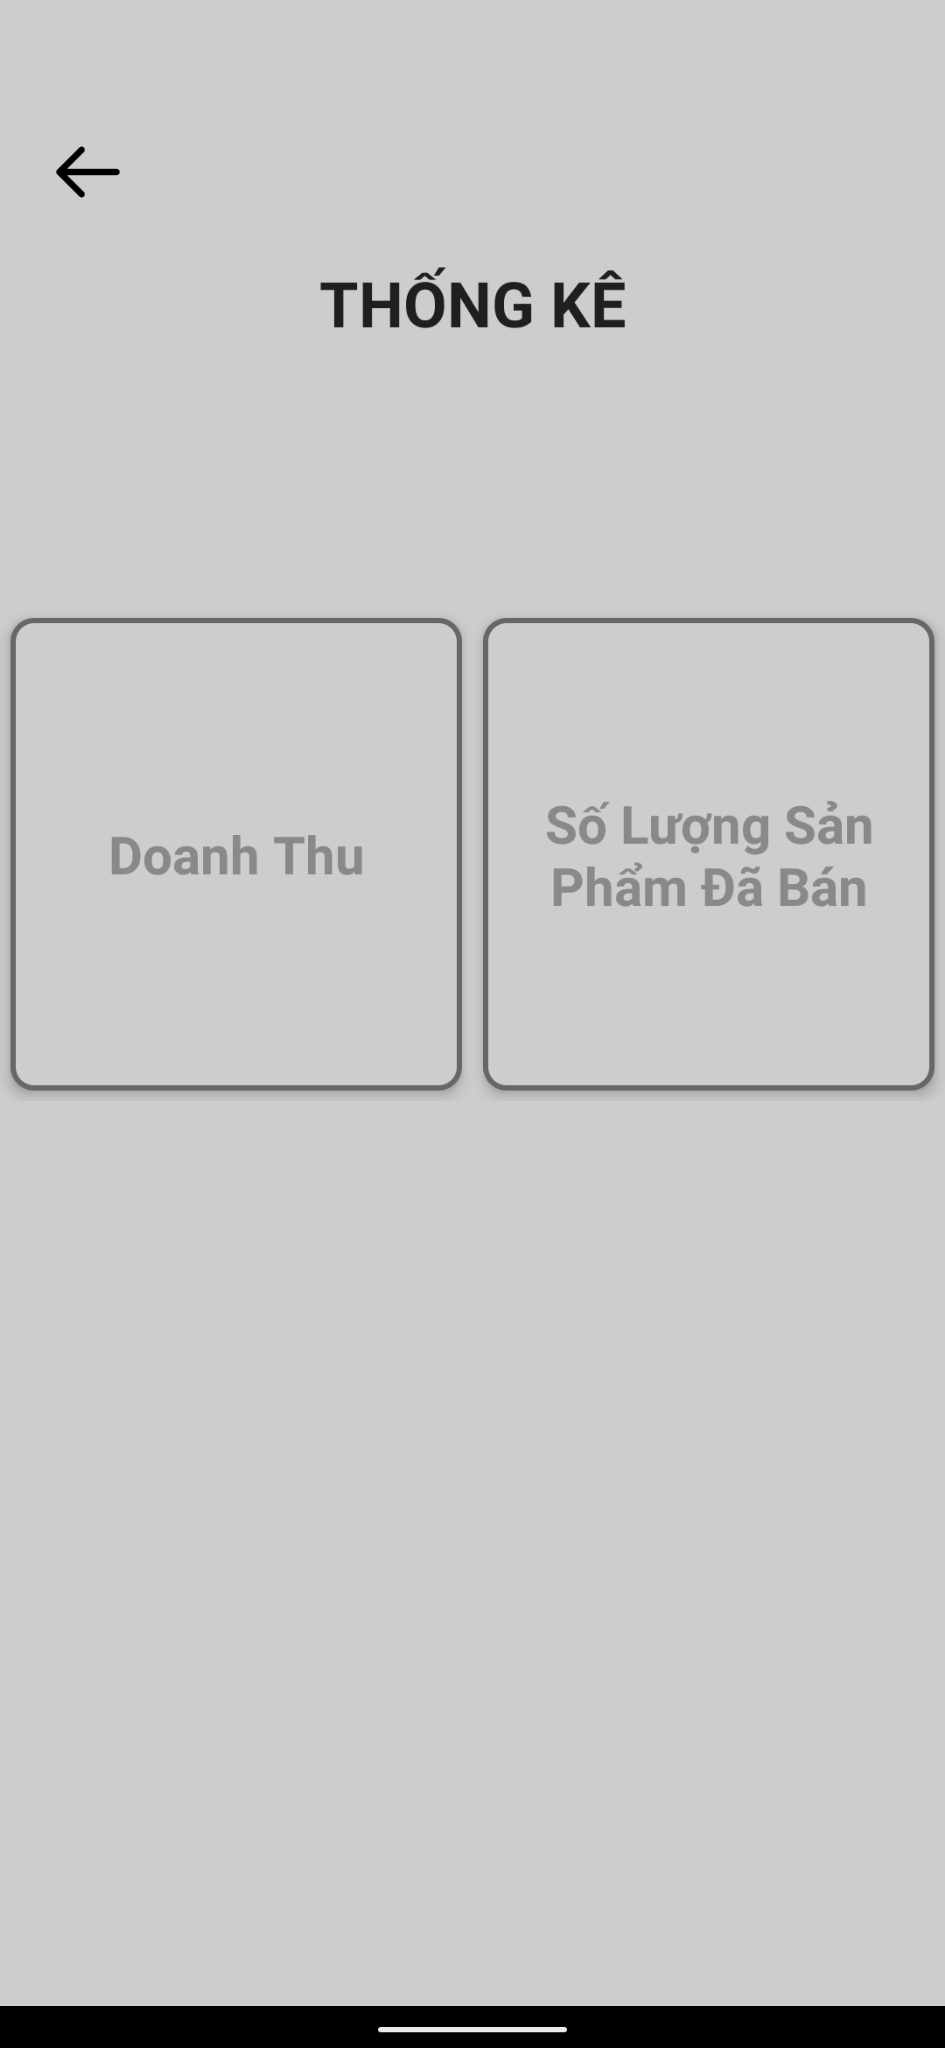 THỐNG KÊ
Doanh Thu
Số Lượng Sản
Phẩm Đã Bán